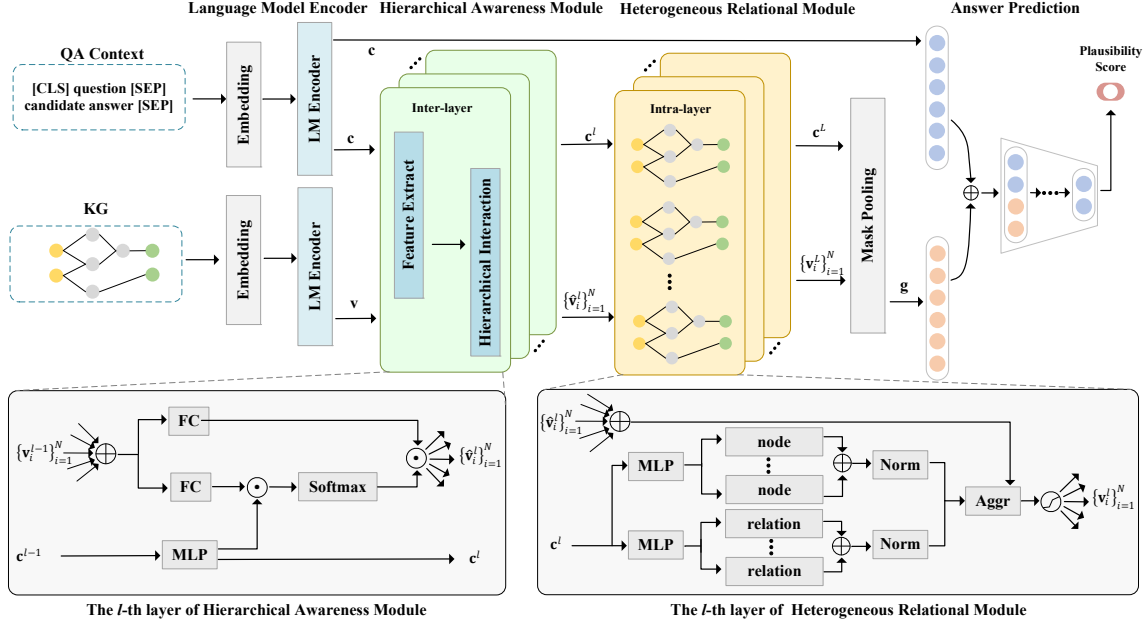 Language Model Encoder
Hierarchical Awareness Module
Heterogeneous Relational Module
Answer Prediction
QA Context
[CLS] question [SEP]
candidate answer [SEP]
Embedding
LM Encoder
c
c
Inter-layer
Feature Extract
Hierarchical Interaction
c^l
Intra-layer
c^L
Mask Pooling
Plausibility
Score
KG
Embedding
LM Encoder
v
{v̂_i^l}_{i=1}^N
{v_i^L}_{i=1}^N
g
{v_i^{l-1}}_{i=1}^N
FC
FC
Softmax
{v̂_i^l}_{i=1}^N
c^{l-1}
MLP
c^l
The l-th layer of Hierarchical Awareness Module
{v̂_i^l}_{i=1}^N
MLP
node
node
Norm
Aggr
{v_i^l}_{i=1}^N
c^l
MLP
relation
relation
Norm
The l-th layer of Heterogeneous Relational Module